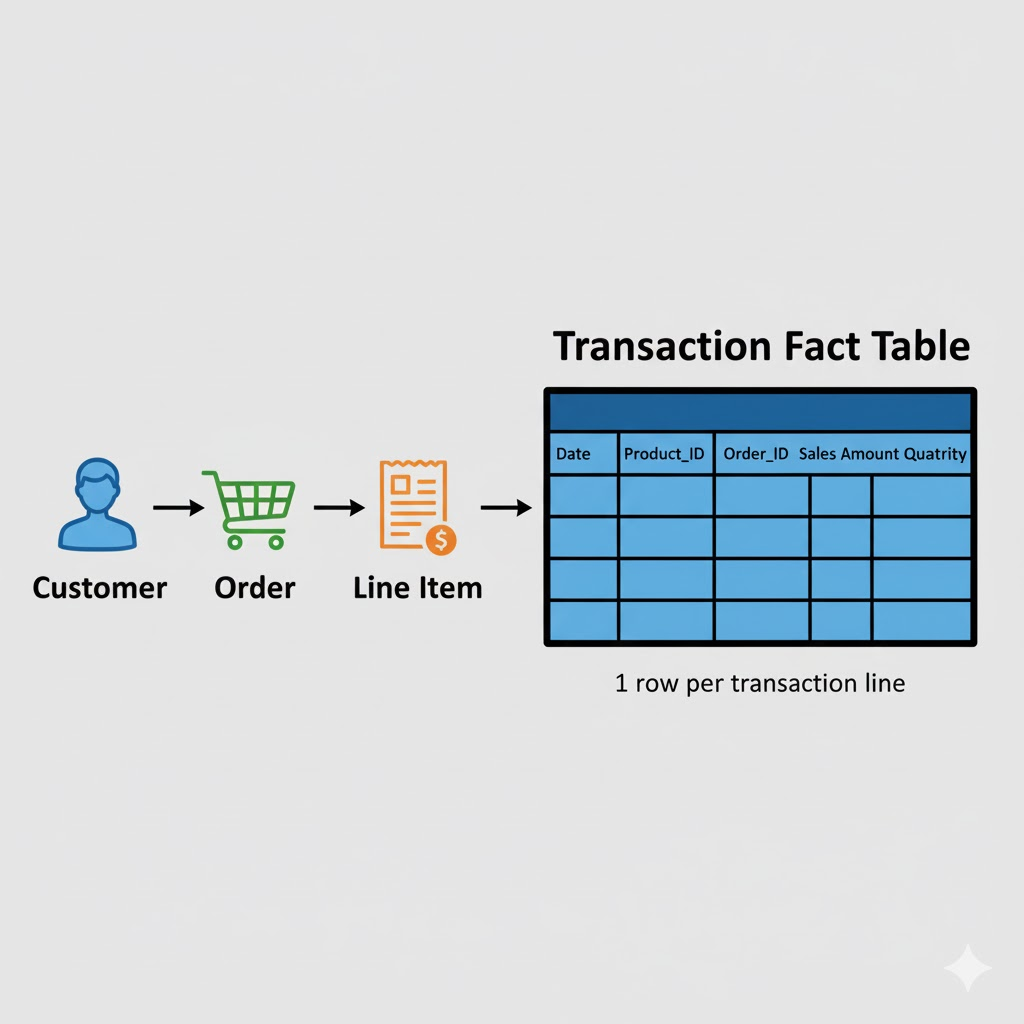 Transaction Fact Table
Date Product_ID Order_ID Sales Amount Quatrity
$
Customer Order Line Item
1 row per transaction line